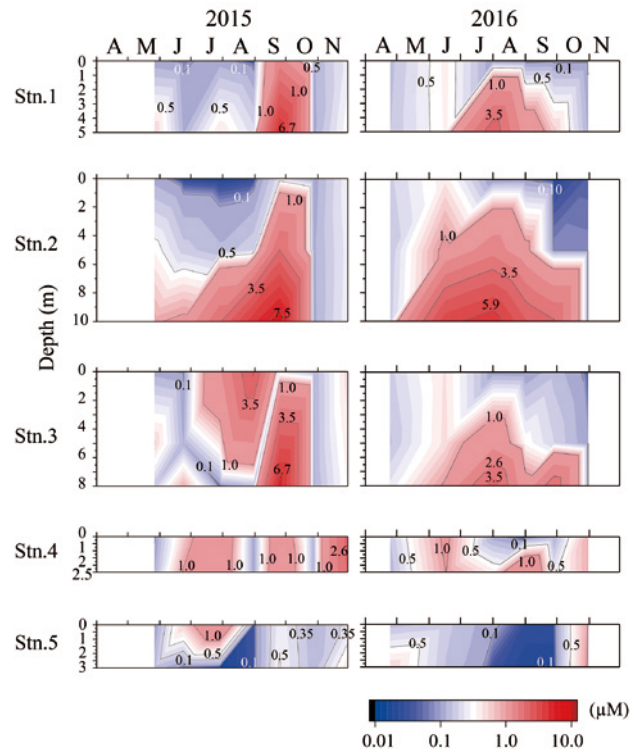 2015 2016
A M J J A S O N A M J J A S O N
Depth (m)
Stn.1
0 1 2 3 4 5
0.1 0.1 0.5 0.5 0.5 1.0 1.0 6.7
0.5 1.0 0.5 0.1 3.5
Stn.2
0 2 4 6 8 10
0.1 1.0 0.5 3.5 7.5
0.10 1.0 3.5 5.9
Stn.3
0 2 4 6 8
0.1 3.5 1.0 3.5 0.1 1.0 6.7
1.0 2.6 3.5
Stn.4
0 1 2 2.5
1.0 1.0 1.0 1.0 1.0 2.6
0.1 0.5 1.0 0.5 0.1 1.0 0.5
Stn.5
0 1 2 3
1.0 0.1 0.5 0.1 0.5 0.35 0.35
0.5 0.1 0.1 0.5
(µM)
0.01 0.1 1.0 10.0